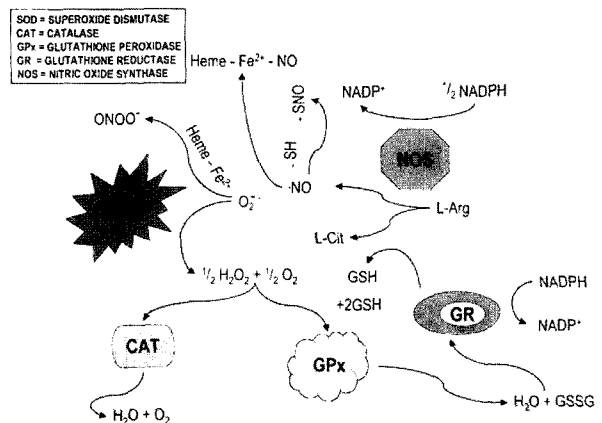 SOD = SUPEROXIDE DISMUTASE
CAT = CATALASE
GPx = GLUTATHIONE PEROXIDASE
GR = GLUTATHIONE REDUCTASE
NOS = NITRIC OXIDE SYNTHASE
Heme - Fe²⁺ - NO
- SNO
NADP⁺
½ NADPH
ONOO⁻
Heme - Fe²⁺
- SH
NOS
·NO
O₂⁻·
L-Arg
L-Cit
½ H₂O₂ + ½ O₂
GSH
+2GSH
NADPH
GR
NADP⁺
CAT
GPx
H₂O + GSSG
H₂O + O₂